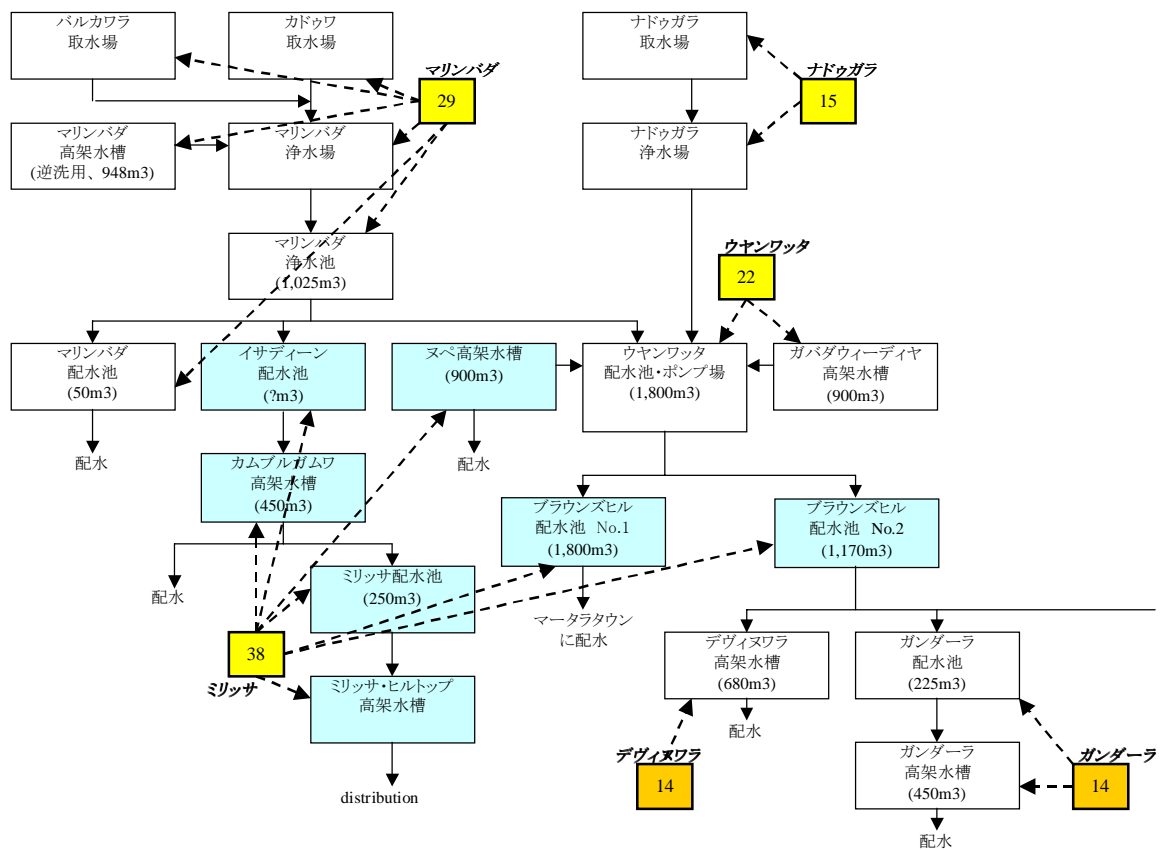 バルカワラ
取水場
カドゥワ
取水場
ナドゥガラ
取水場
マリンバダ
29
ナドゥガラ
15
マリンバダ
高架水槽
(逆洗用、948m3)
マリンバダ
浄水場
ナドゥガラ
浄水場
マリンバダ
浄水池
(1,025m3)
ウヤンワッタ
22
マリンバダ
配水池
(50m3)
イサディーン
配水池
(?m3)
ヌペ高架水槽
(900m3)
ウヤンワッタ
配水池・ポンプ場
(1,800m3)
ガバダウィーディヤ
高架水槽
(900m3)
配水
カムブルガムワ
高架水槽
(450m3)
配水
ブラウンズヒル
配水池 No.1
(1,800m3)
ブラウンズヒル
配水池 No.2
(1,170m3)
配水
ミリッサ配水池
(250m3)
マータラタウン
に配水
38
ミリッサ
デヴィヌワラ
高架水槽
(680m3)
ガンダーラ
配水池
(225m3)
ミリッサ・ヒルトップ
高架水槽
配水
デヴィヌワラ
14
ガンダーラ
高架水槽
(450m3)
ガンダーラ
14
distribution
配水